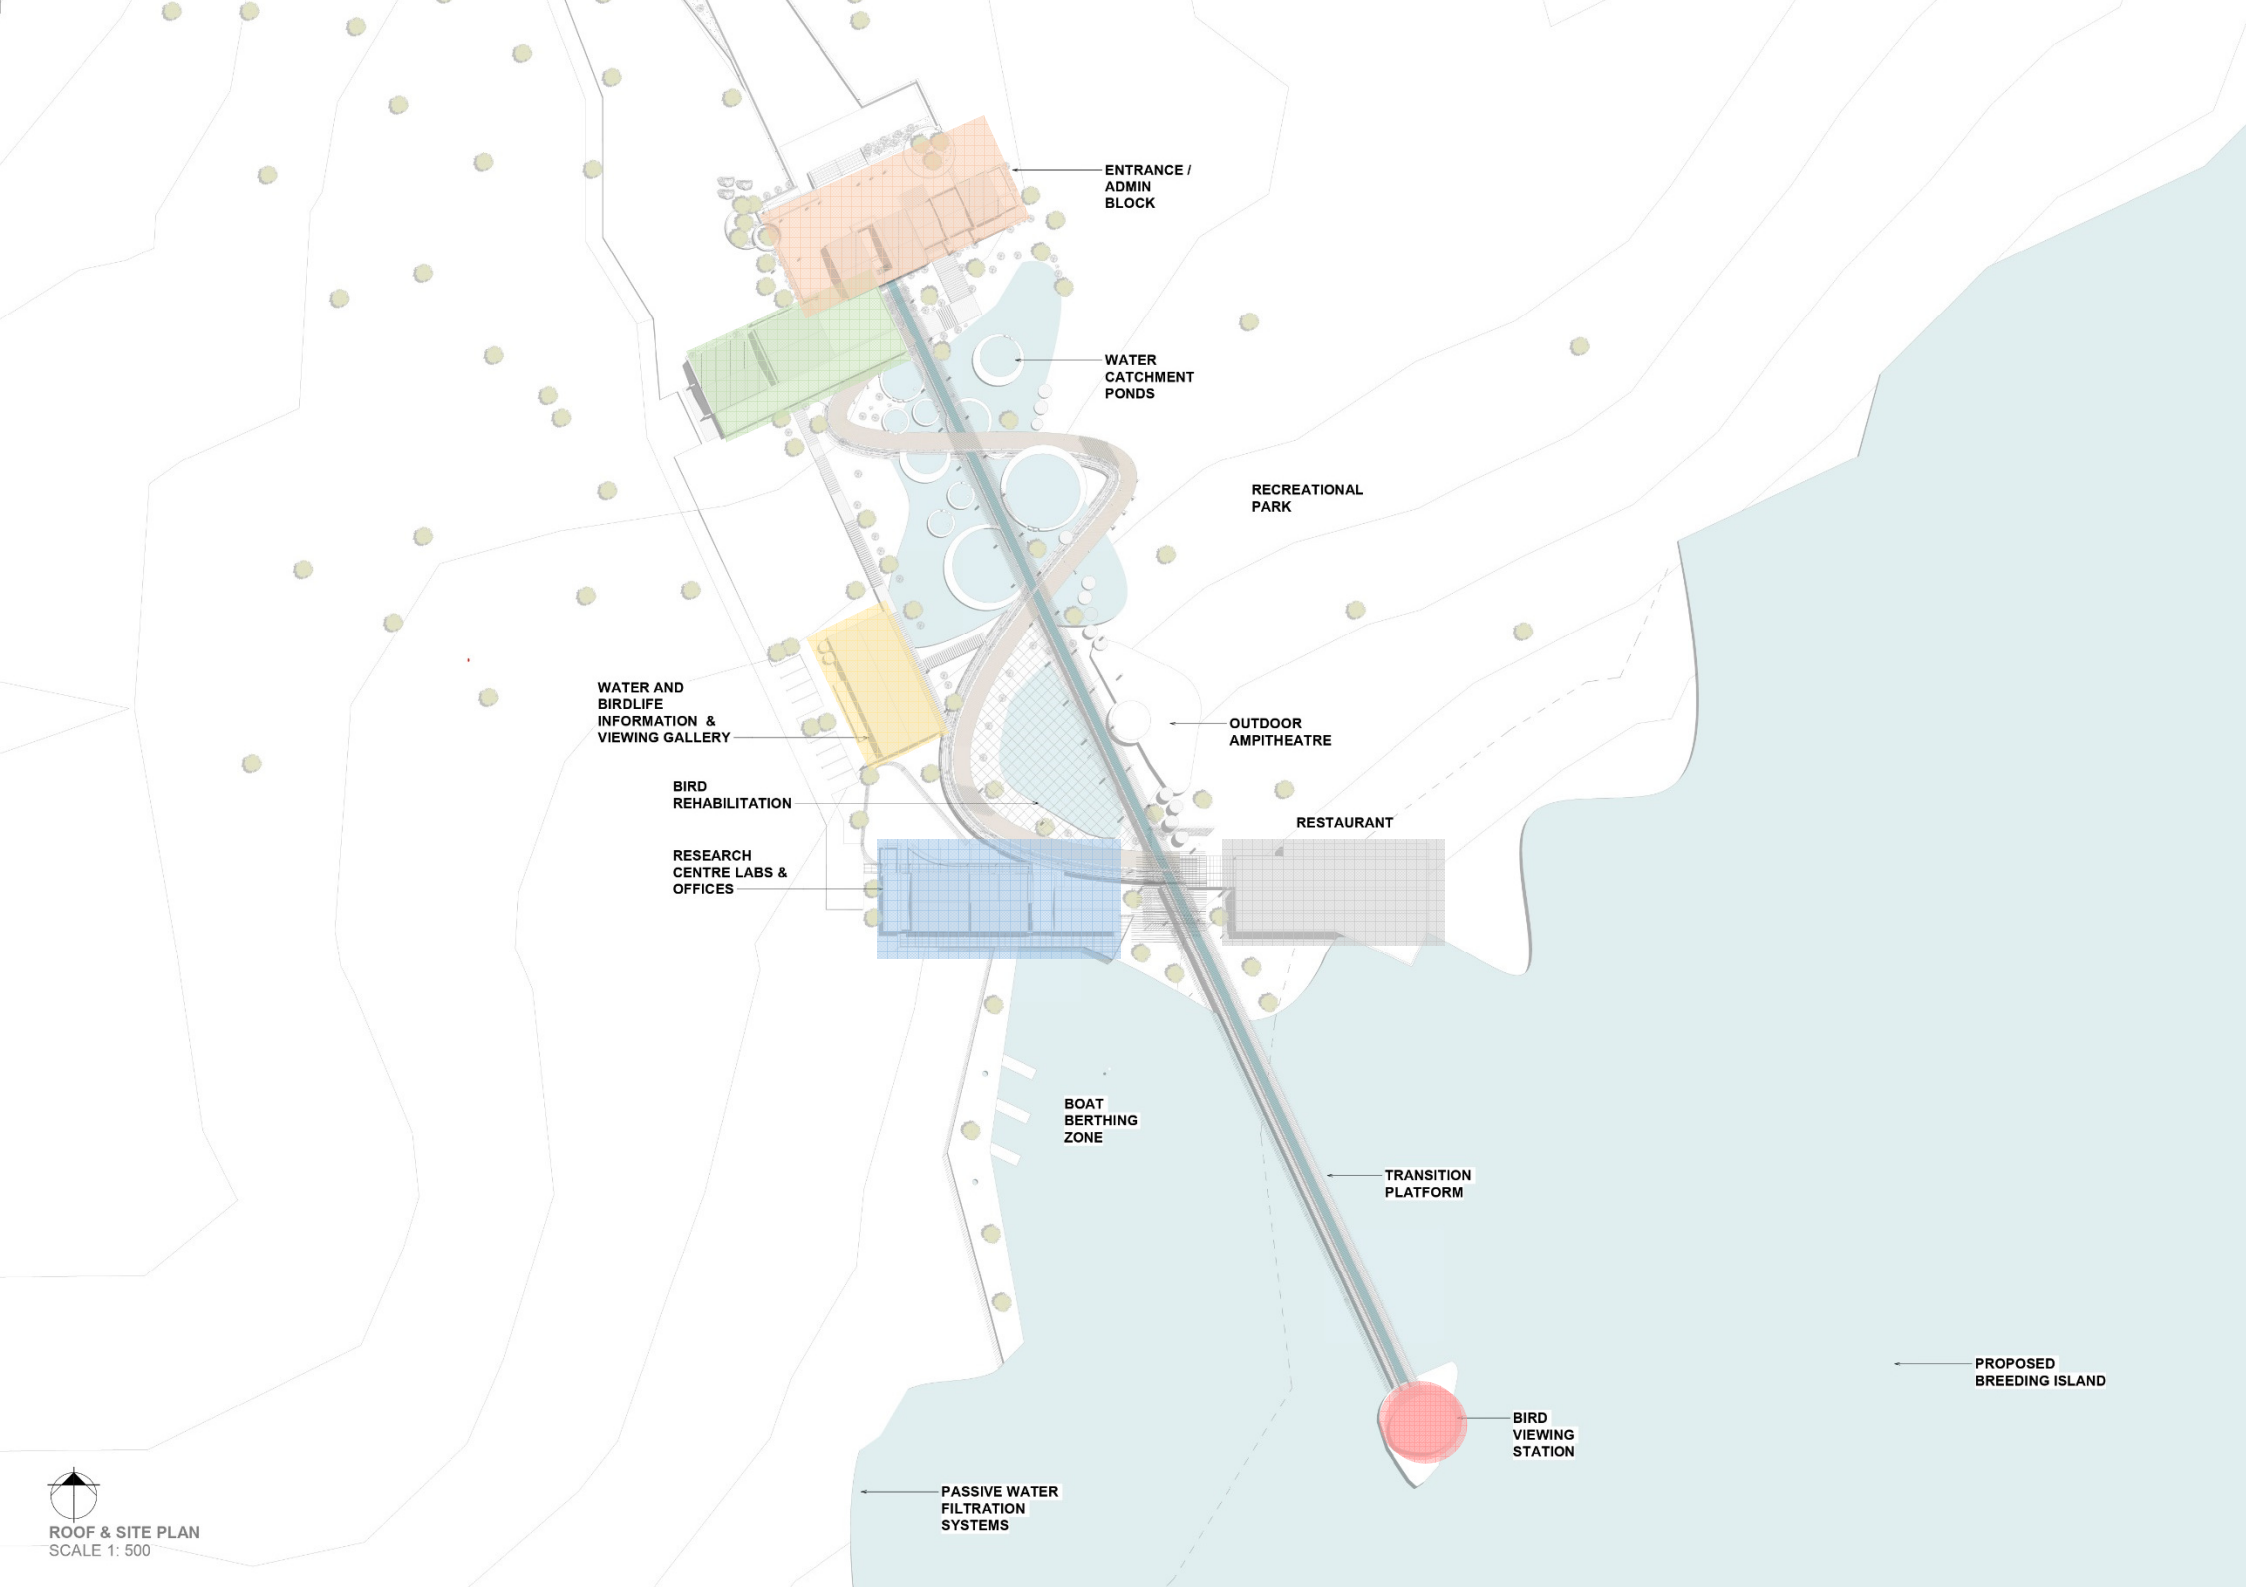 ENTRANCE /
ADMIN
BLOCK
WATER
CATCHMENT
PONDS
RECREATIONAL
PARK
WATER AND
BIRDLIFE
INFORMATION &
VIEWING GALLERY
OUTDOOR
AMPITHEATRE
BIRD
REHABILITATION
RESTAURANT
RESEARCH
CENTRE LABS &
OFFICES
BOAT
BERTHING
ZONE
TRANSITION
PLATFORM
PROPOSED
BREEDING ISLAND
BIRD
VIEWING
STATION
PASSIVE WATER
FILTRATION
SYSTEMS
ROOF & SITE PLAN
SCALE 1: 500